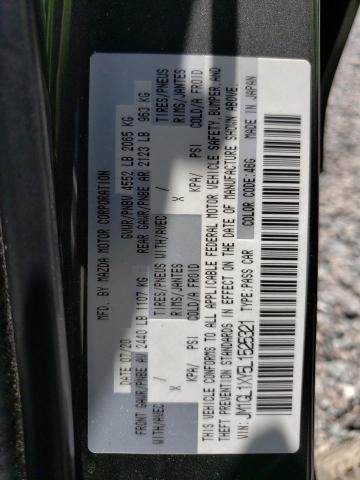 MFD. BY MAZDA MOTOR CORPORATION
DATE 07/20 GVWR/PNBV 4552 LB 2065 KG
FRONT GAWR/PNBE AV 2440 LB 1107 KG REAR GAWR/PNBE AR 2123 LB 963 KG
WITH/AVEC TIRES/PNEUS WITH/AVEC TIRES/PNEUS
X RIMS/JANTES X RIMS/JANTES
KPA/ PSI COLD/A FROID KPA/ PSI COLD/A FROID
THIS VEHICLE CONFORMS TO ALL APPLICABLE FEDERAL MOTOR VEHICLE SAFETY, BUMPER, AND
THEFT PREVENTION STANDARDS IN EFFECT ON THE DATE OF MANUFACTURE SHOWN ABOVE.
VIN: TYPE: PASS CAR COLOR CODE: 46G MADE IN JAPAN